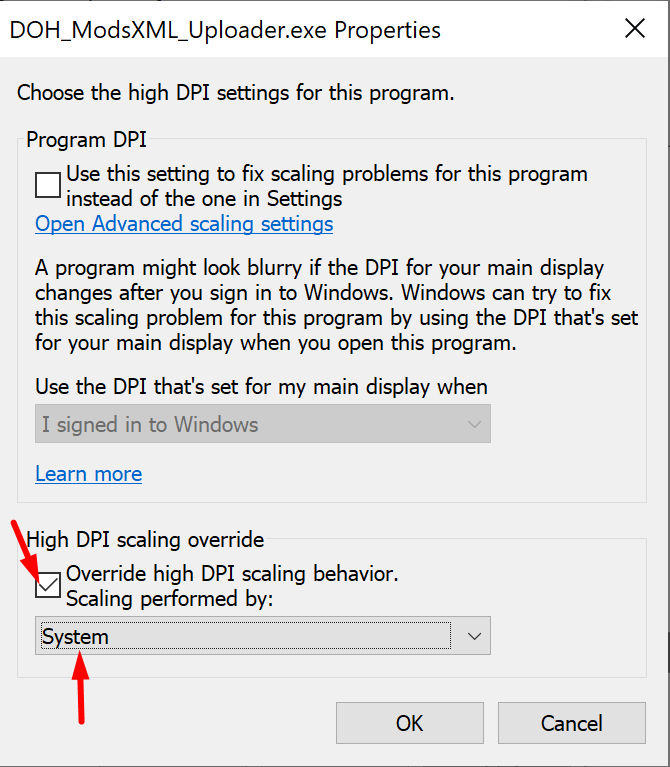 DOH_ModsXML_Uploader.exe Properties
Choose the high DPI settings for this program.
Program DPI
Use this setting to fix scaling problems for this program
instead of the one in Settings
Open Advanced scaling settings
A program might look blurry if the DPI for your main display
changes after you sign in to Windows. Windows can try to fix
this scaling problem for this program by using the DPI that's set
for your main display when you open this program.
Use the DPI that's set for my main display when
I signed in to Windows
Learn more
High DPI scaling override
Override high DPI scaling behavior.
Scaling performed by:
System
OK
Cancel